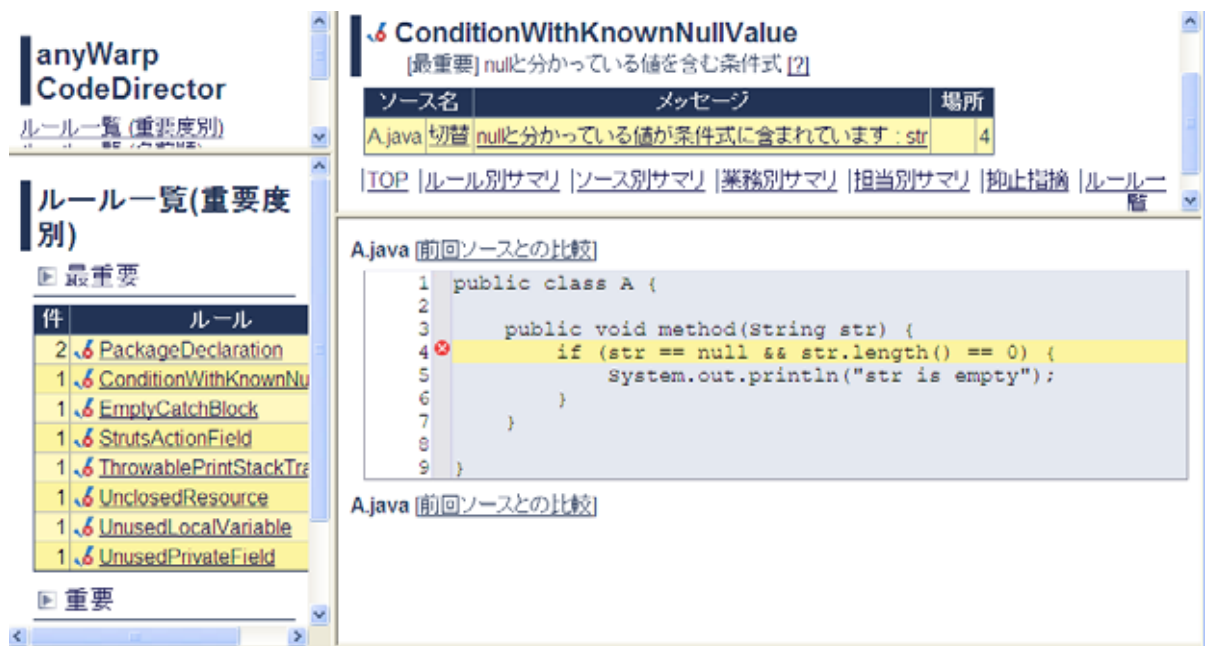 anyWarp
CodeDirector
ルール一覧 (重要度別)
ルール一覧(重要度
別)
最重要
件 ルール
2 PackageDeclaration
1 ConditionWithKnownNu
1 EmptyCatchBlock
1 StrutsActionField
1 ThrowablePrintStackTra
1 UnclosedResource
1 UnusedLocalVariable
1 UnusedPrivateField
重要
ConditionWithKnownNullValue
[最重要] nullと分かっている値を含む条件式 [?]
ソース名 メッセージ 場所
A.java 切替 nullと分かっている値が条件式に含まれています : str 4
|TOP |ルール別サマリ |ソース別サマリ |業務別サマリ |担当別サマリ |抑止指摘 |ルール一
覧
A.java [前回ソースとの比較]
1 public class A {
2
3 public void method(String str) {
4 if (str == null && str.length() == 0) {
5 System.out.println("str is empty");
6 }
7 }
8
9 }
A.java [前回ソースとの比較]